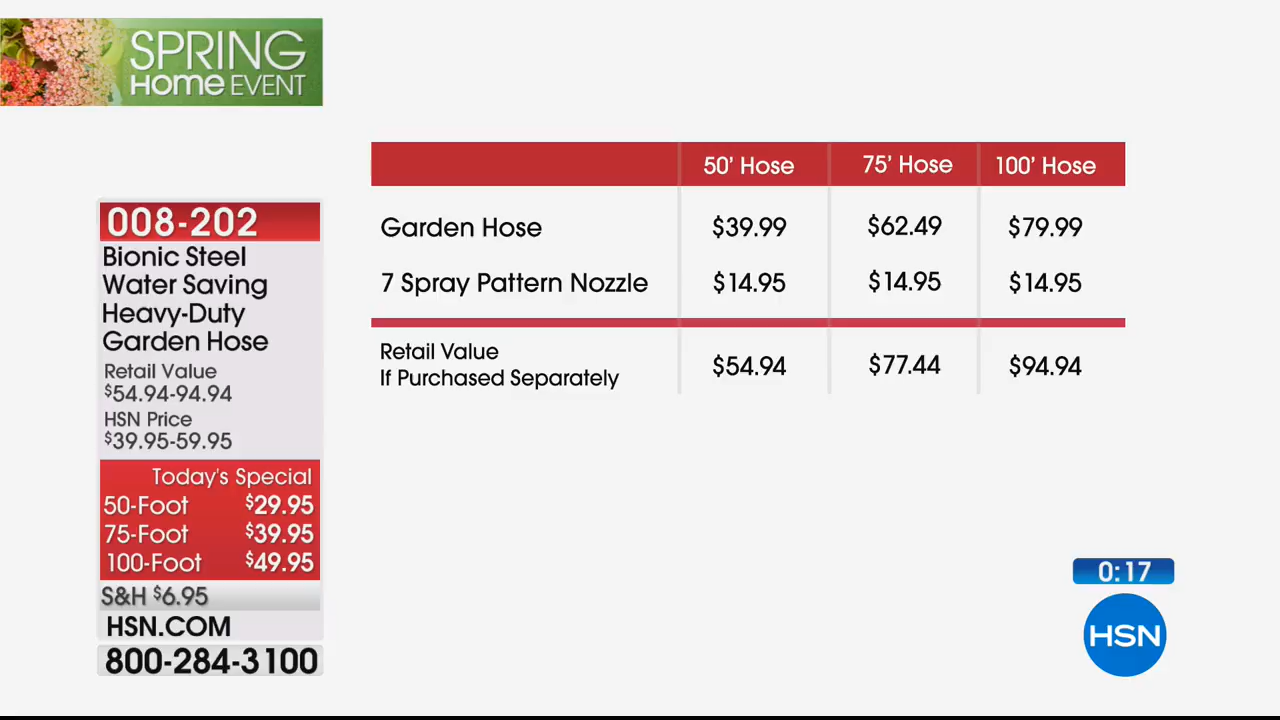 SPRING
Home EVENT
50' Hose 75' Hose 100' Hose
Garden Hose $39.99 $62.49 $79.99
7 Spray Pattern Nozzle $14.95 $14.95 $14.95
Retail Value
If Purchased Separately $54.94 $77.44 $94.94
008-202
Bionic Steel
Water Saving
Heavy-Duty
Garden Hose
Retail Value
$54.94-94.94
HSN Price
$39.95-59.95
Today's Special
50-Foot $29.95
75-Foot $39.95
100-Foot $49.95
S&H $6.95
HSN.COM
800-284-3100
0:17
HSN